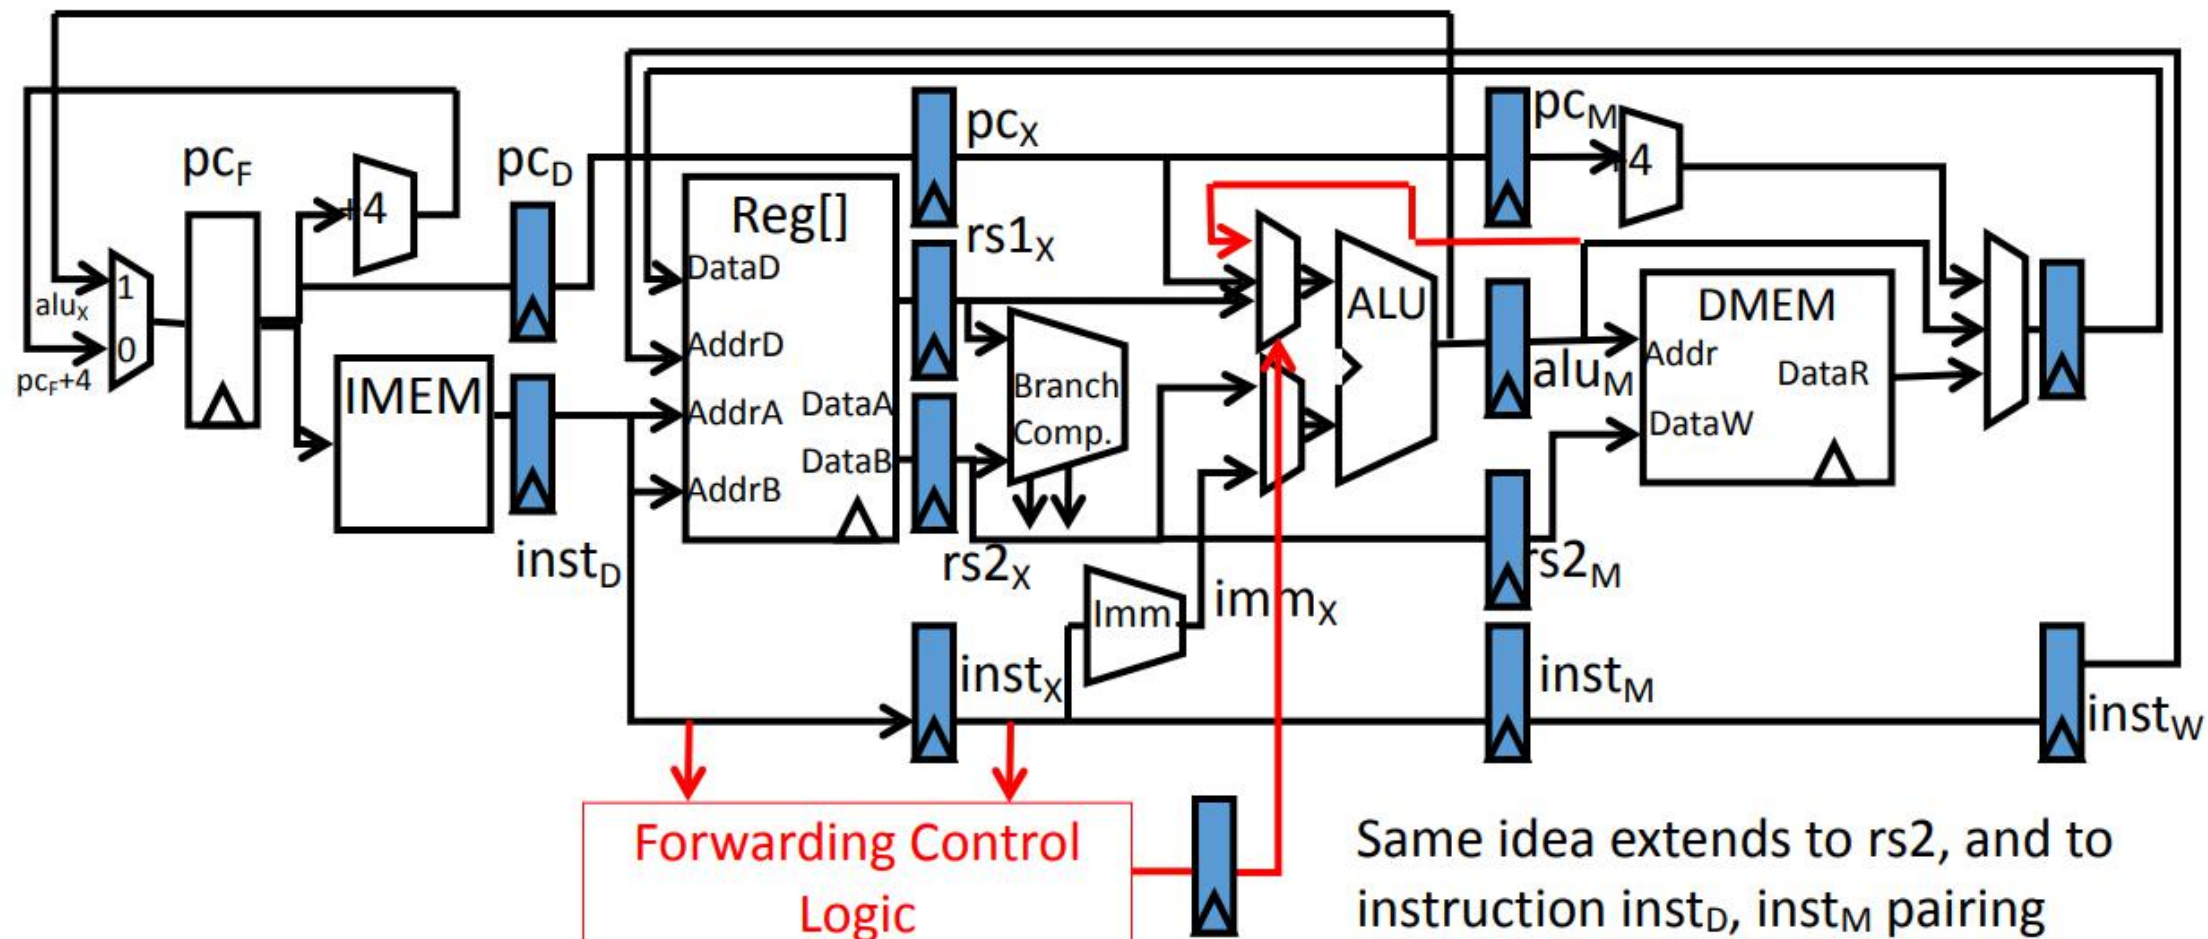 pcF
+4
pcD
1
aluX
0
pcF+4
IMEM
instD
Reg[]
DataD
AddrD
AddrA
DataA
DataB
AddrB
pcX
rs1X
Branch
Comp.
rs2X
Imm.
immX
instX
ALU
pcM
+4
aluM
DMEM
Addr
DataR
DataW
rs2M
instM
instW
Forwarding Control
Logic
Same idea extends to rs2, and to
instruction instD, instM pairing